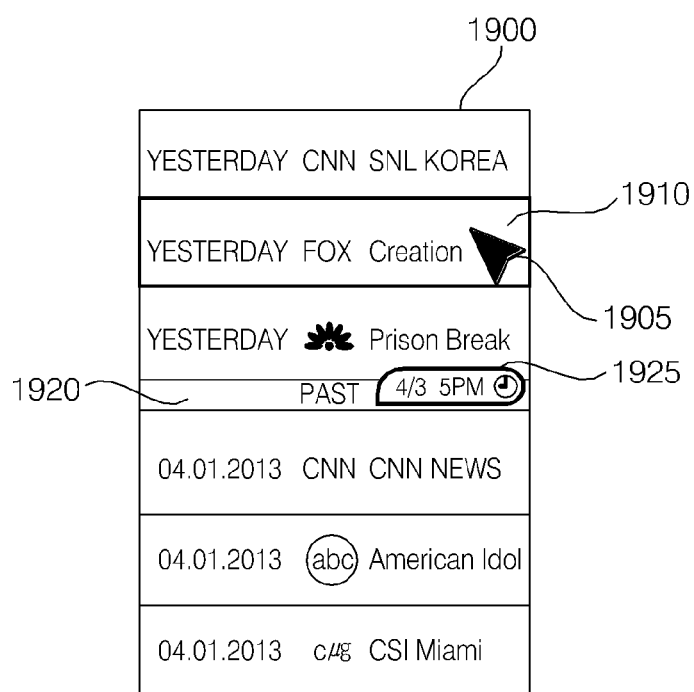 1900
YESTERDAY CNN SNL KOREA
1910
YESTERDAY FOX Creation
1905
YESTERDAY Prison Break
1925
1920
PAST 4/3 5PM
04.01.2013 CNN CNN NEWS
04.01.2013 abc American Idol
04.01.2013 cμg CSI Miami